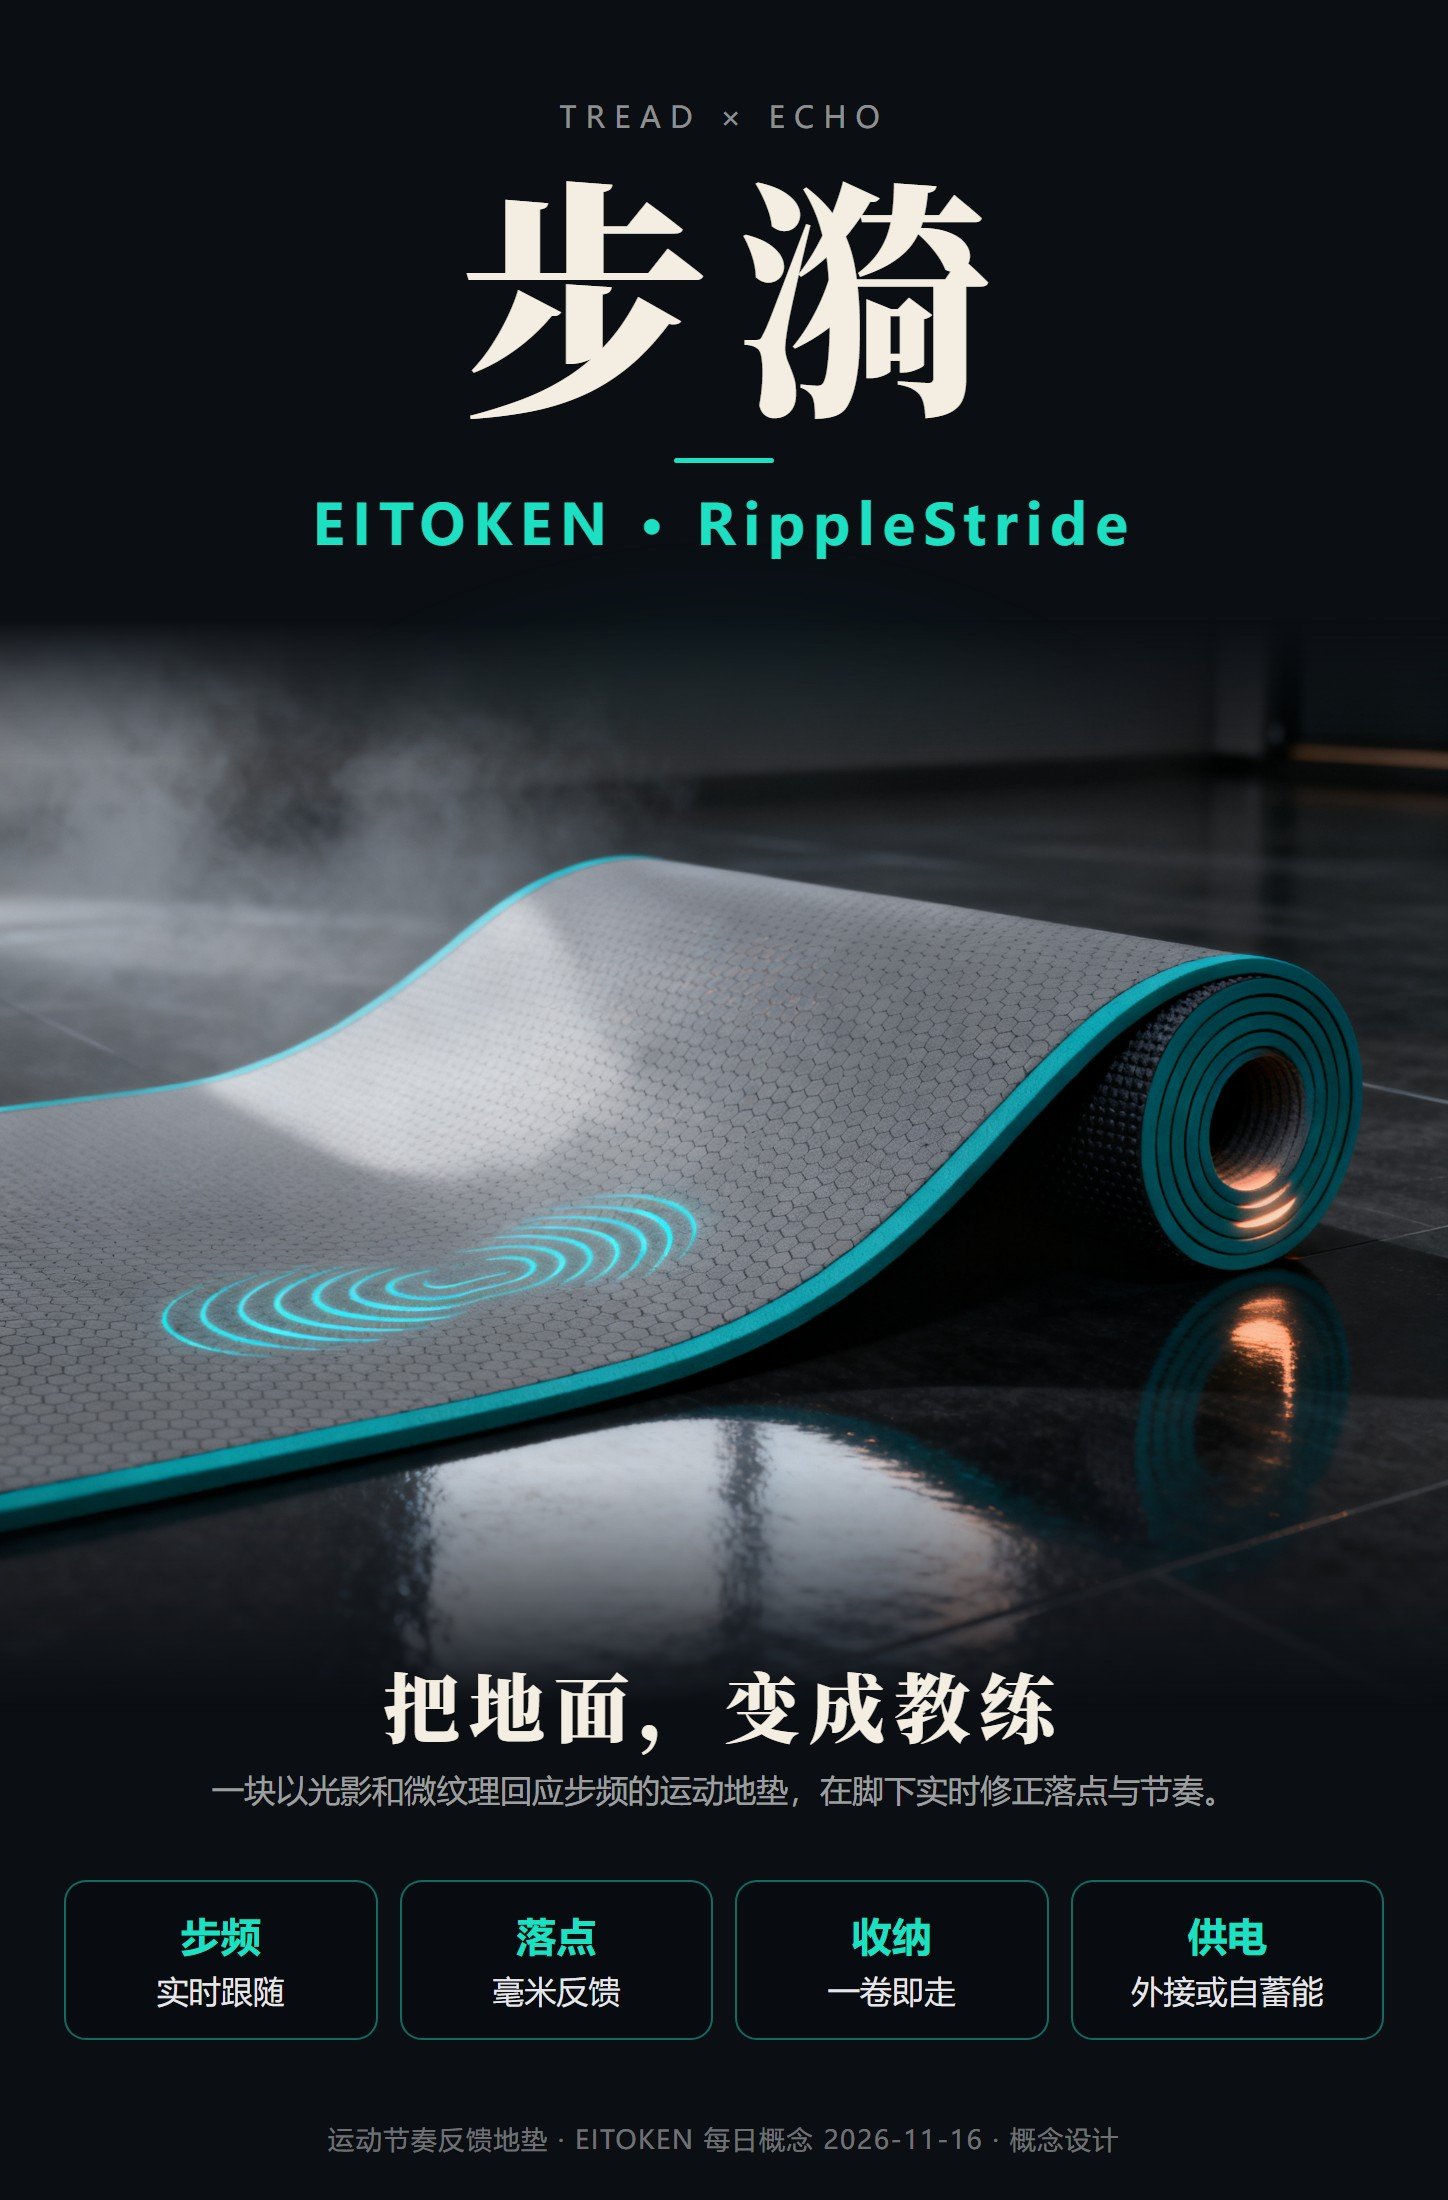 TREAD × ECHO
步漪
EITOKEN • RippleStride
把地面，变成教练
一块以光影和微纹理回应步频的运动地垫，在脚下实时修正落点与节奏。
步频
实时跟随
落点
毫米反馈
收纳
一卷即走
供电
外接或自蓄能
运动节奏反馈地垫 · EITOKEN 每日概念 2026-11-16 · 概念设计